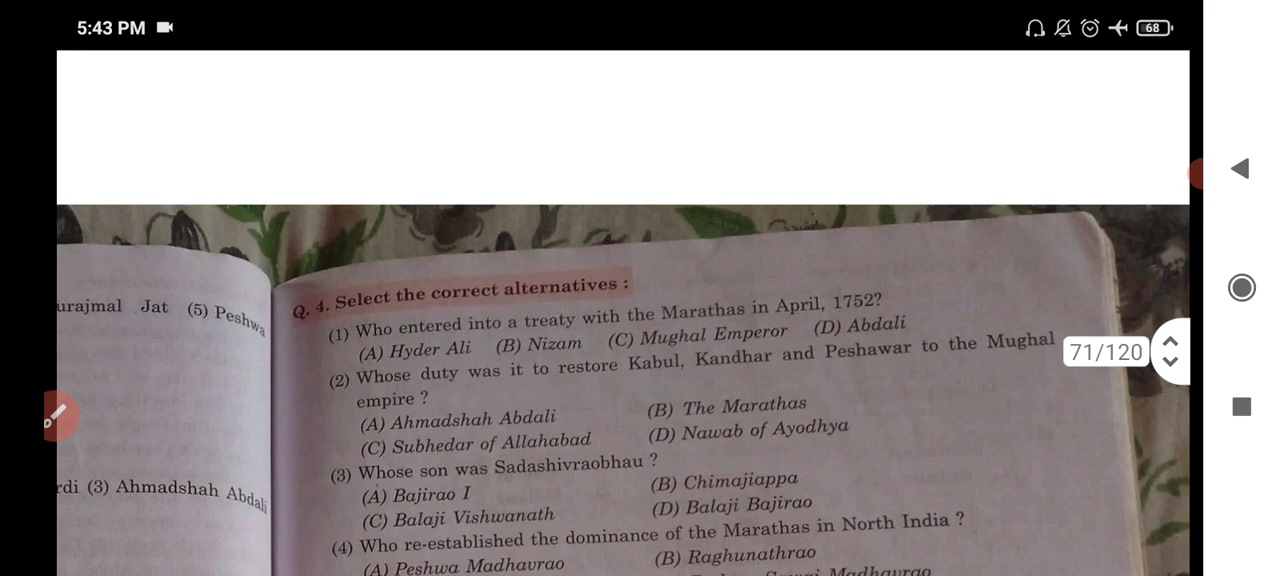 5:43 PM
68
urajmal Jat (5) Peshwa
rdi (3) Ahmadshah Abdali
Q. 4. Select the correct alternatives :
(1) Who entered into a treaty with the Marathas in April, 1752?
(A) Hyder Ali (B) Nizam (C) Mughal Emperor (D) Abdali
(2) Whose duty was it to restore Kabul, Kandhar and Peshawar to the Mughal
empire ?
(A) Ahmadshah Abdali (B) The Marathas
(C) Subhedar of Allahabad (D) Nawab of Ayodhya
(3) Whose son was Sadashivraobhau ?
(A) Bajirao I (B) Chimajiappa
(C) Balaji Vishwanath (D) Balaji Bajirao
(4) Who re-established the dominance of the Marathas in North India ?
(A) Peshwa Madhavrao (B) Raghunathrao
Madhavrao
71/120